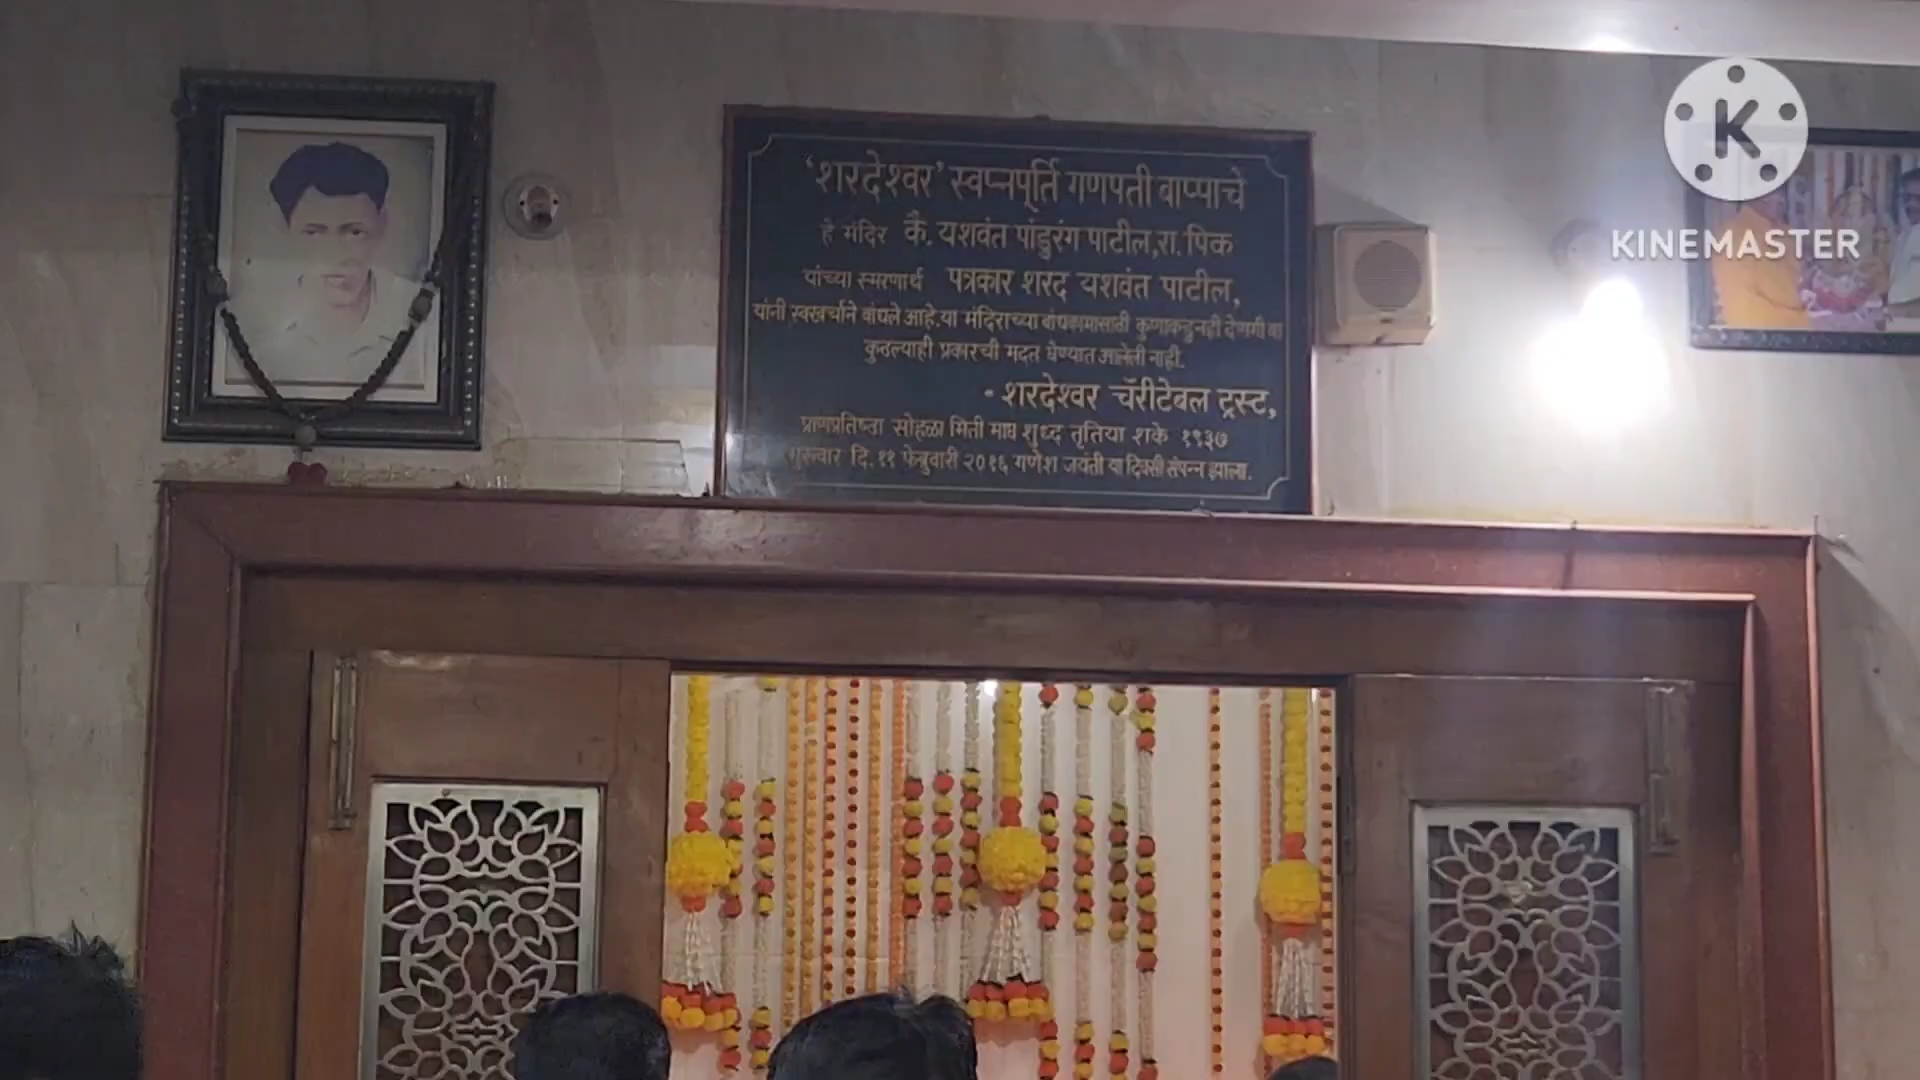 'शरदेश्वर' स्वप्नपूर्ति गणपती बाप्पाचे
हे मंदिर कै. यशवंत पांडुरंग पाटील, रा. पिक
यांच्या स्मरणार्थ पत्रकार शरद यशवंत पाटील,
यांनी स्वखर्चाने बांधले आहे. या मंदिराच्या बांधकामासाठी कुणाकडुनही देणगी वा
कुठल्याही प्रकारची मदत घेण्यात आलेली नाही.
- शरदेश्वर चॅरीटेबल ट्रस्ट,
प्राणप्रतिष्ठा सोहळा मिती माघ शुध्द तृतिया शके १९३७
गुरूवार दि. ११ फेब्रुवारी २०१६ गणेश जयंती या दिवशी संपन्न झाला.
K
KINEMASTER